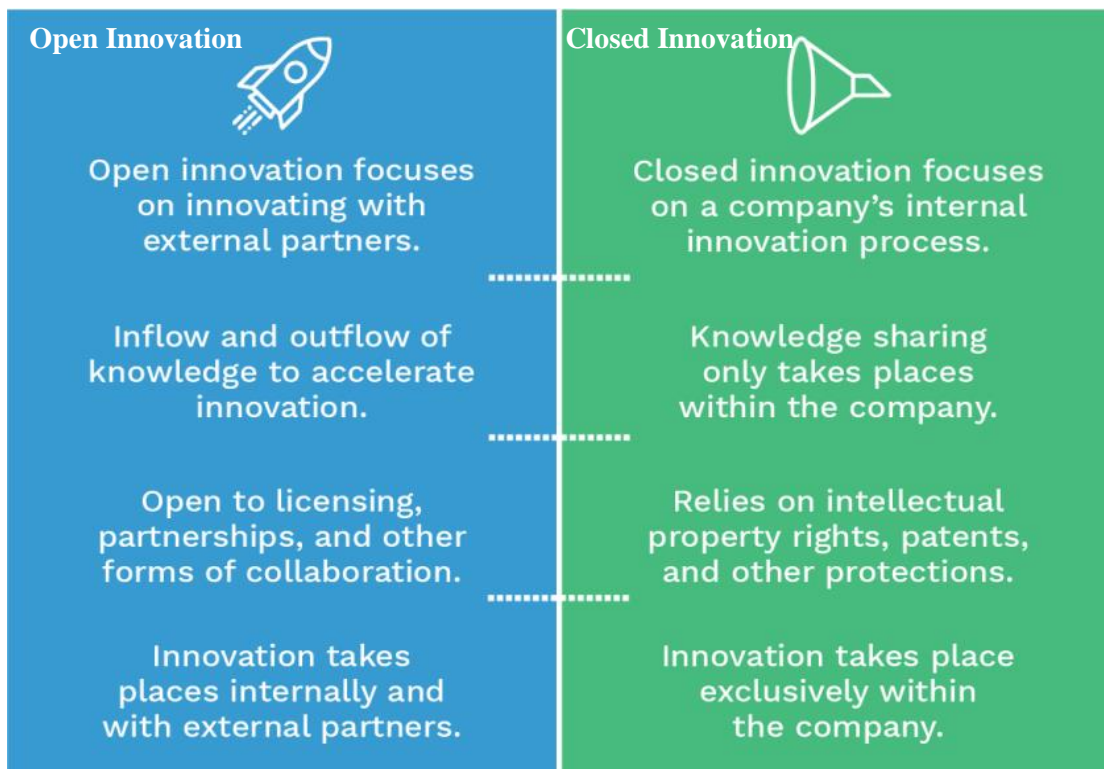 Open Innovation
Open innovation focuses
on innovating with
external partners.
Inflow and outflow of
knowledge to accelerate
innovation.
Open to licensing,
partnerships, and other
forms of collaboration.
Innovation takes
places internally and
with external partners.
Closed Innovation
Closed innovation focuses
on a company's internal
innovation process.
Knowledge sharing
only takes places
within the company.
Relies on intellectual
property rights, patents,
and other protections.
Innovation takes place
exclusively within
the company.